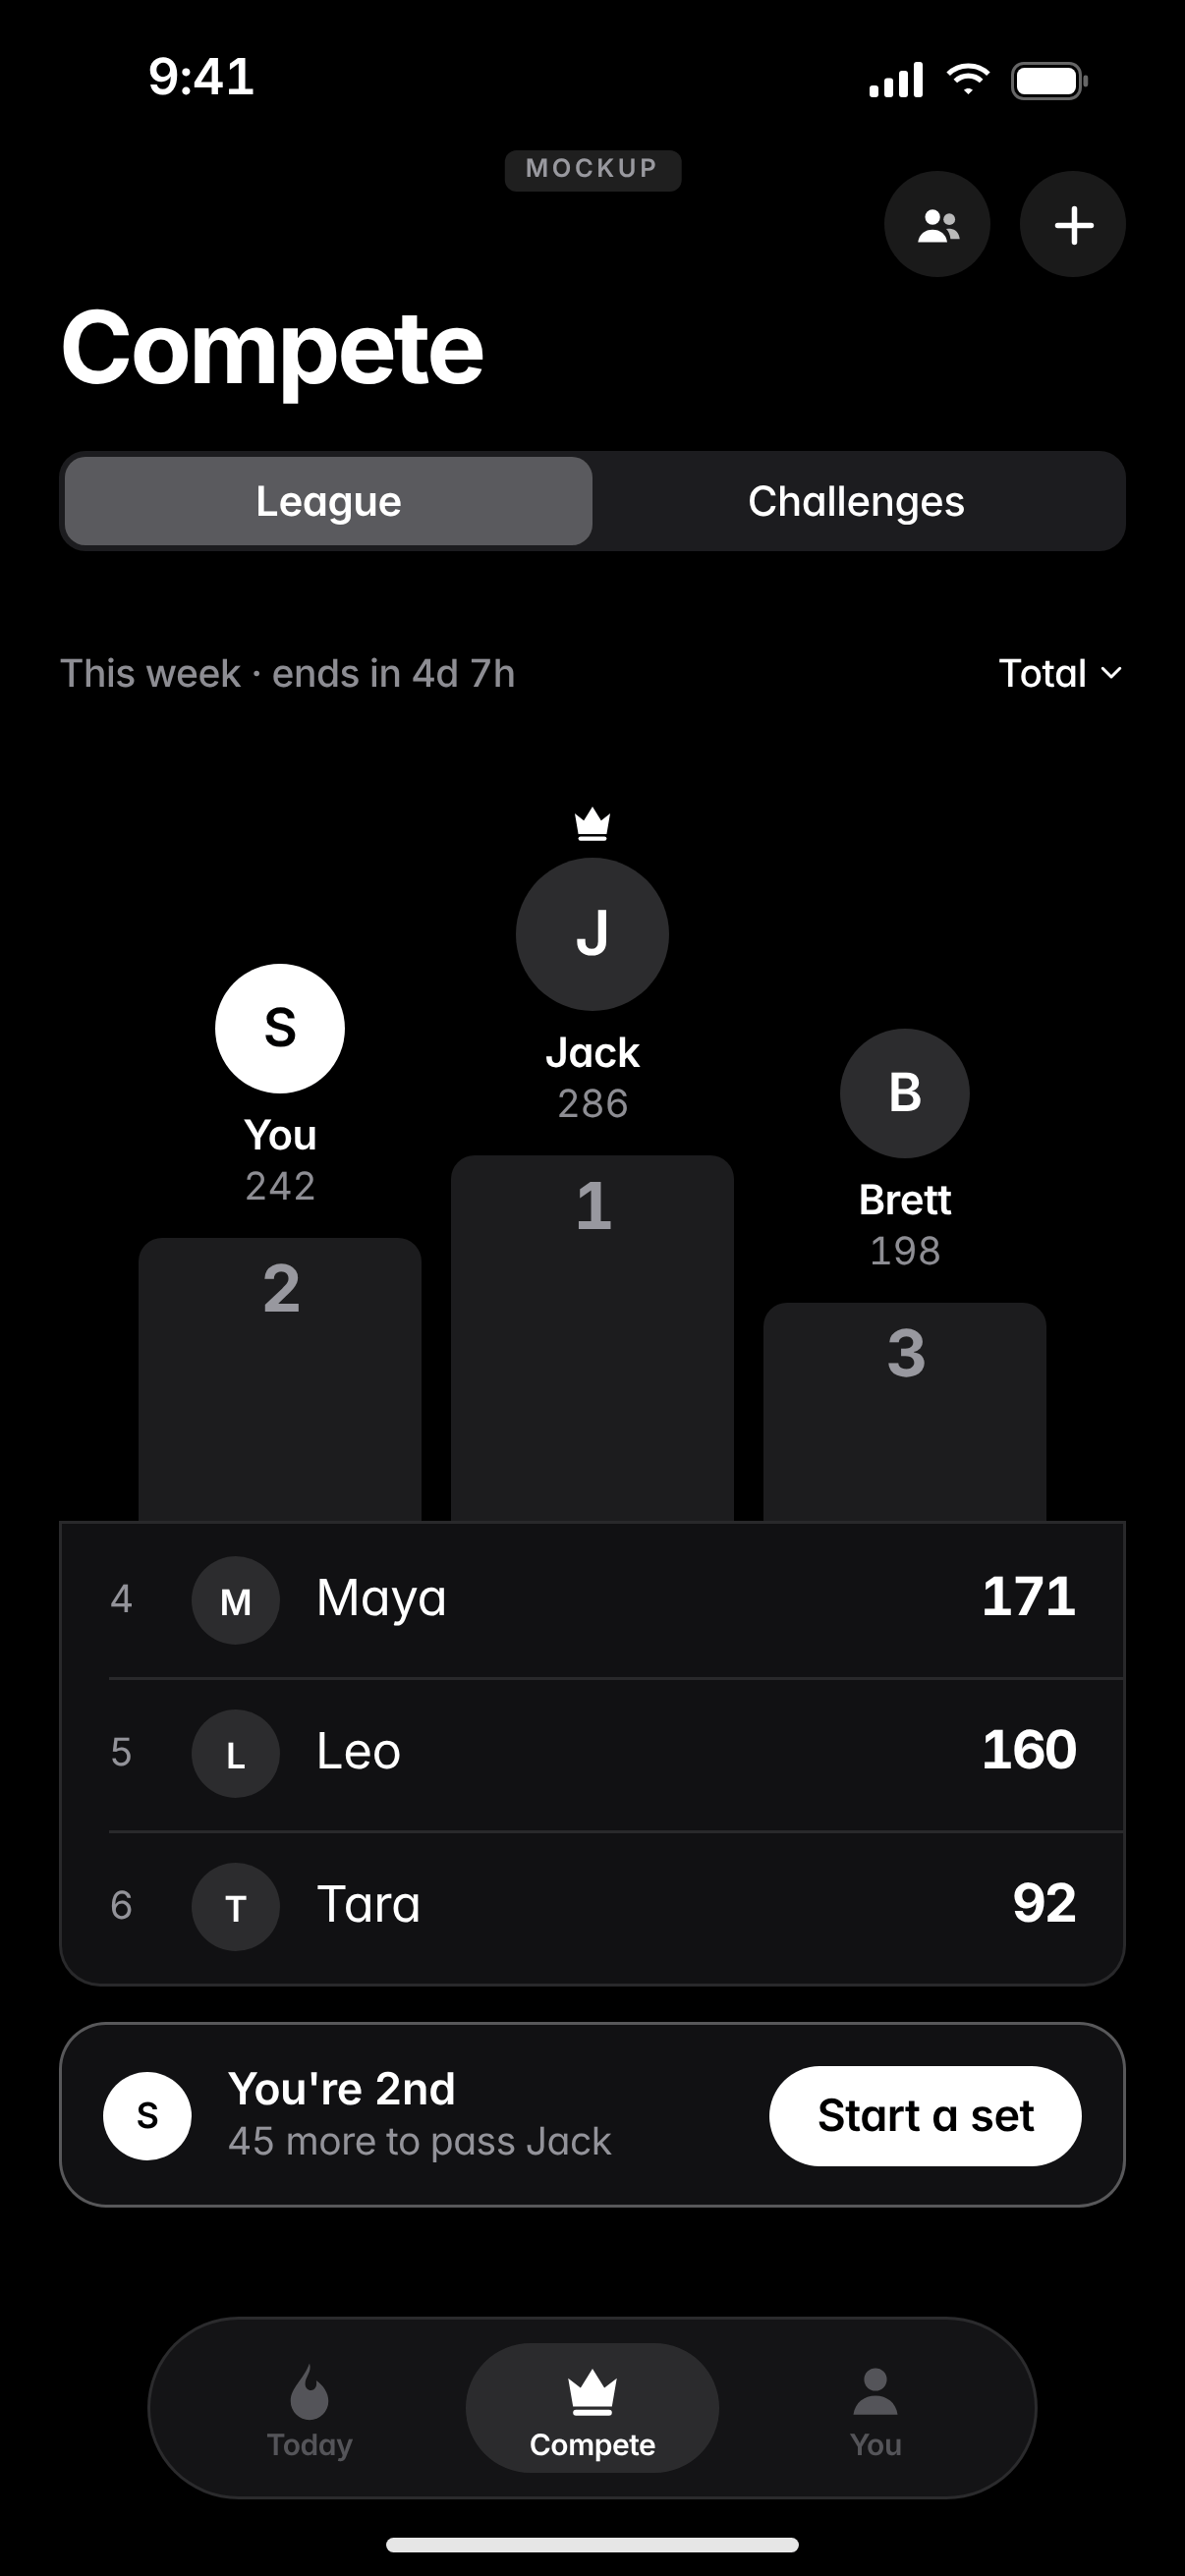 9:41
MOCKUP
Compete
League
Challenges
This week · ends in 4d 7h
Total
J
Jack
286
S
You
242
B
Brett
198
1
2
3
4 M Maya 171
5 L Leo 160
6 T Tara 92
S
You're 2nd
45 more to pass Jack
Start a set
Today
Compete
You